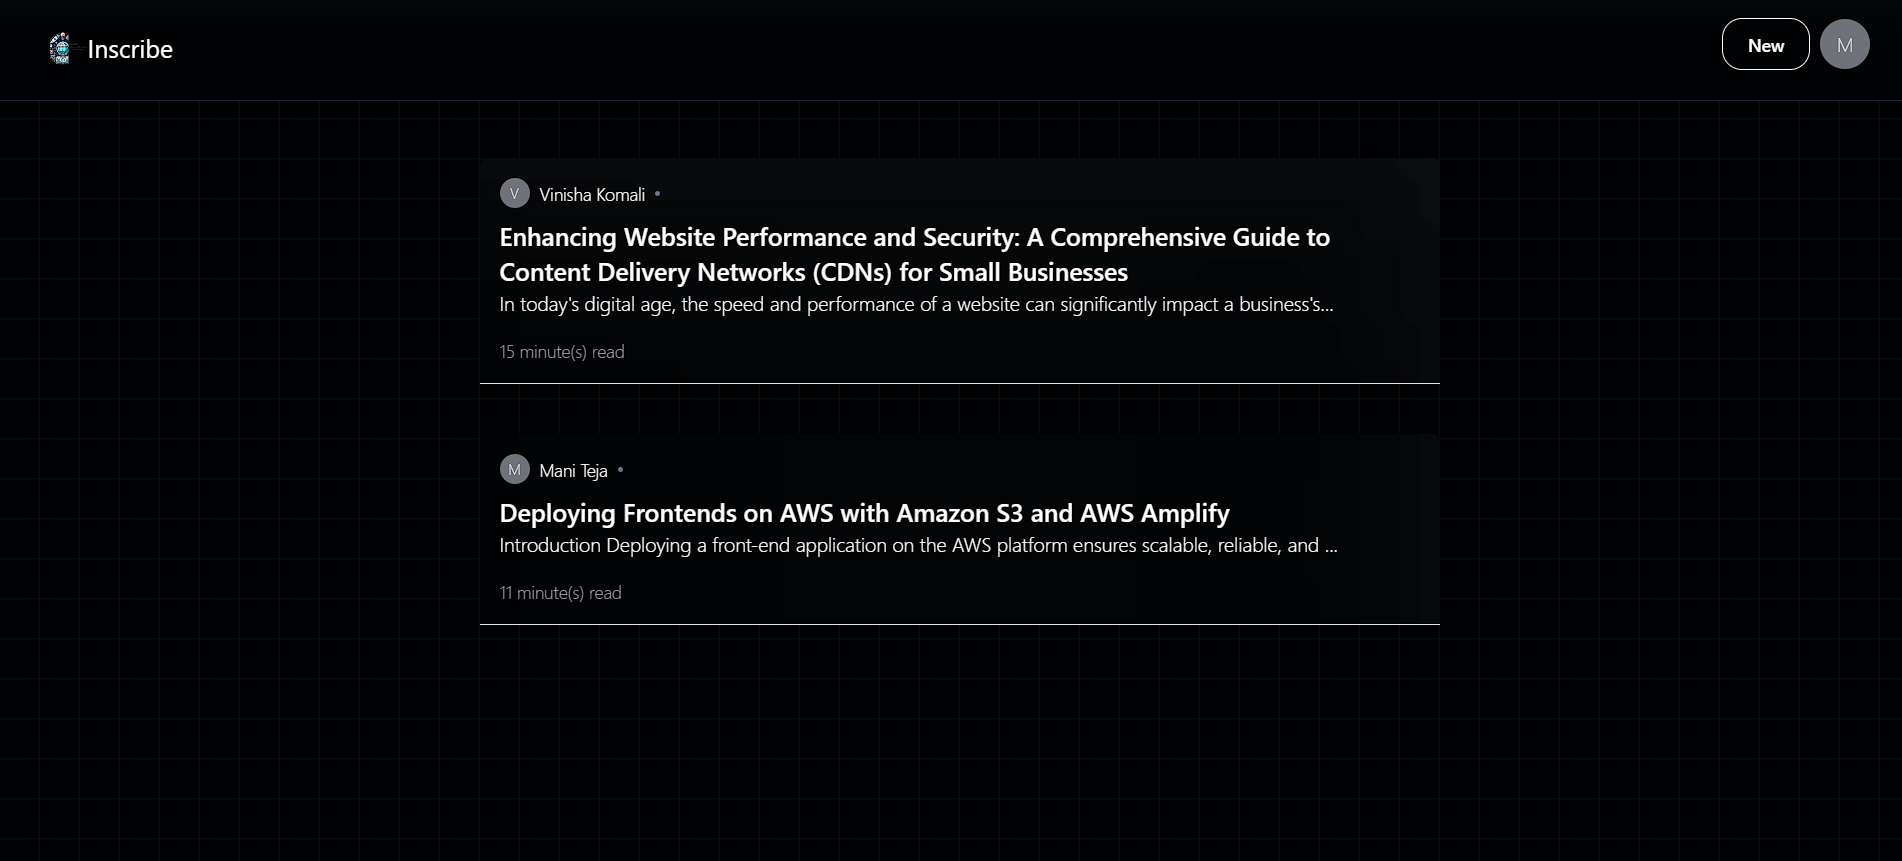 Inscribe
New
M
V
Vinisha Komali •
Enhancing Website Performance and Security: A Comprehensive Guide to
Content Delivery Networks (CDNs) for Small Businesses
In today's digital age, the speed and performance of a website can significantly impact a business's...
15 minute(s) read
M
Mani Teja •
Deploying Frontends on AWS with Amazon S3 and AWS Amplify
Introduction Deploying a front-end application on the AWS platform ensures scalable, reliable, and ...
11 minute(s) read